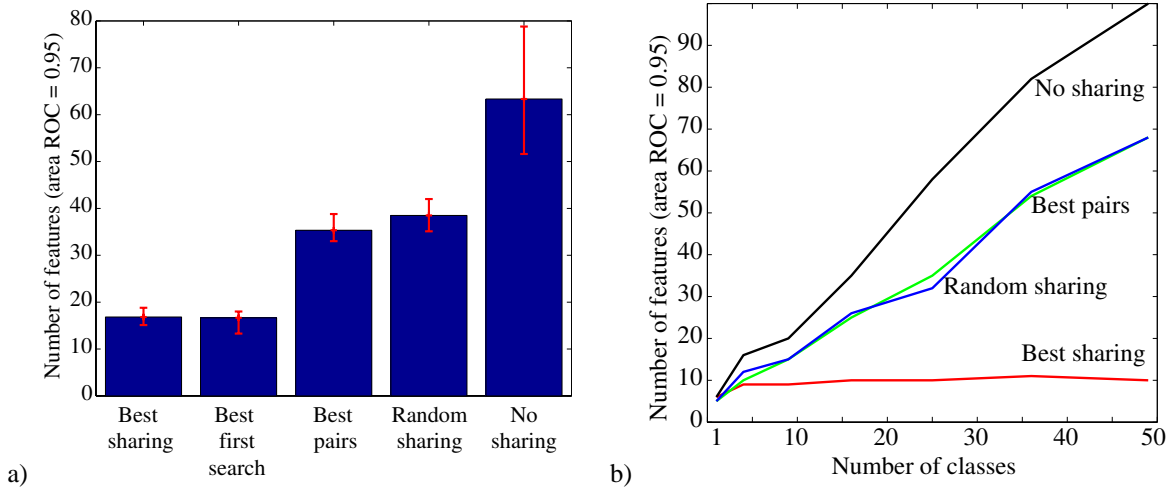 Number of features (area ROC = 0.95)
80
70
60
50
40
30
20
10
0
Best sharing
Best first search
Best pairs
Random sharing
No sharing
a)
Number of features (area ROC = 0.95)
90
80
70
60
50
40
30
20
10
0
No sharing
Best pairs
Random sharing
Best sharing
1 10 20 30 40 50
Number of classes
b)